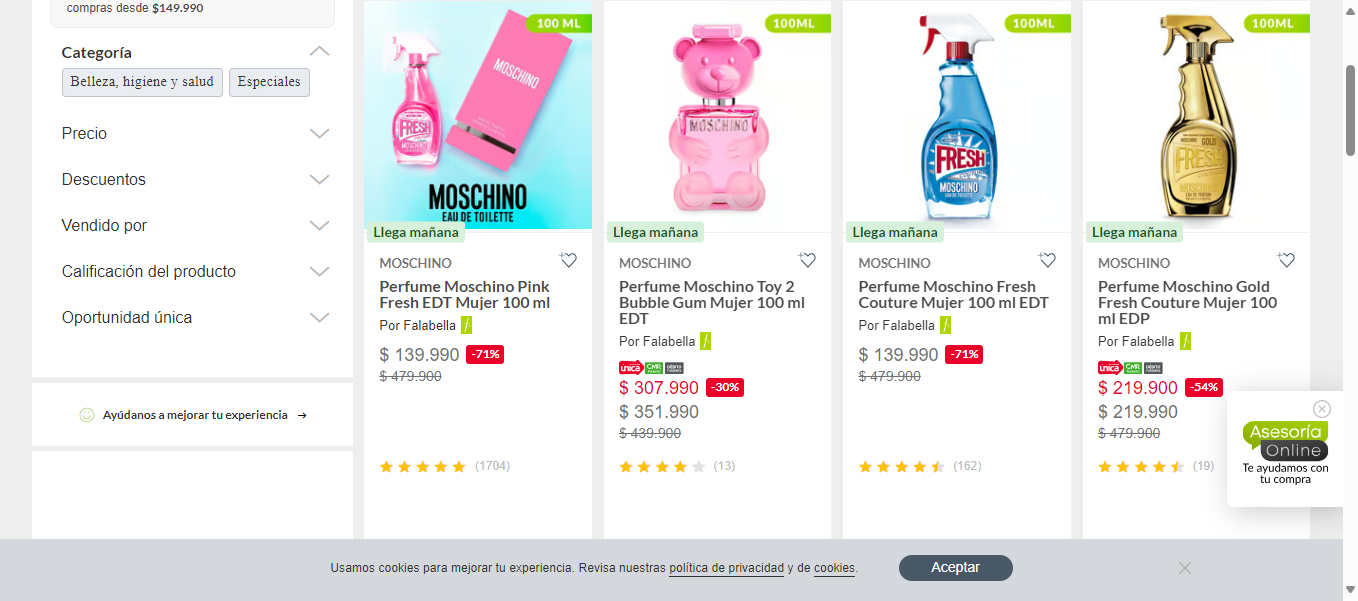 compras desde $149.990
Categoría
Belleza, higiene y salud
Especiales
Precio
Descuentos
Vendido por
Calificación del producto
Oportunidad única
Ayúdanos a mejorar tu experiencia →
100 ML
MOSCHINO
FRESH
MOSCHINO
EAU DE TOILETTE
Llega mañana
MOSCHINO
Perfume Moschino Pink
Fresh EDT Mujer 100 ml
Por Falabella
$ 139.990 -71%
$ 479.900
(1704)
100ML
MOSCHINO
Llega mañana
MOSCHINO
Perfume Moschino Toy 2
Bubble Gum Mujer 100 ml
EDT
Por Falabella
única CMR
$ 307.990 -30%
$ 351.990
$ 439.900
(13)
100ML
FRESH
COUTURE
MOSCHINO
EAU DE TOILETTE
Llega mañana
MOSCHINO
Perfume Moschino Fresh
Couture Mujer 100 ml EDT
Por Falabella
$ 139.990 -71%
$ 479.900
(162)
100ML
GOLD
FRESH
MOSCHINO
Llega mañana
MOSCHINO
Perfume Moschino Gold
Fresh Couture Mujer 100
ml EDP
Por Falabella
única CMR
$ 219.900 -54%
$ 219.990
$ 479.900
(19)
Asesoría
Online
Te ayudamos con
tu compra
Usamos cookies para mejorar tu experiencia. Revisa nuestras política de privacidad y de cookies.
Aceptar